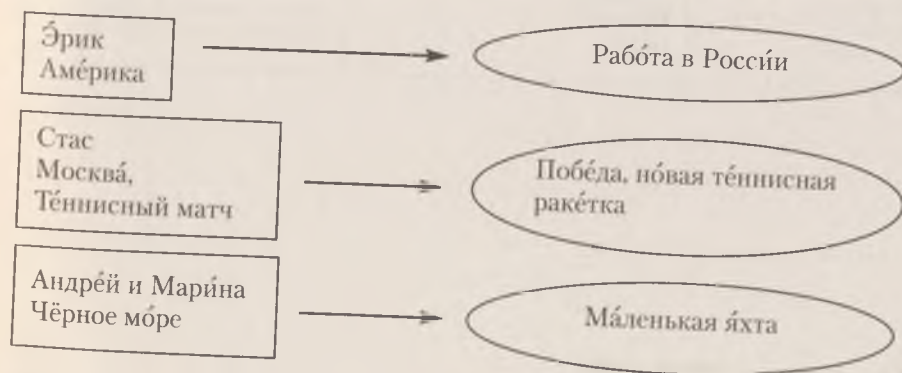 Э́рик
Аме́рика
Рабо́та в Росси́и
Стас
Москва́,
Те́ннисный матч
Побе́да, но́вая те́ннисная
раке́тка
Андре́й и Мари́на
Чёрное мо́ре
Ма́ленькая я́хта